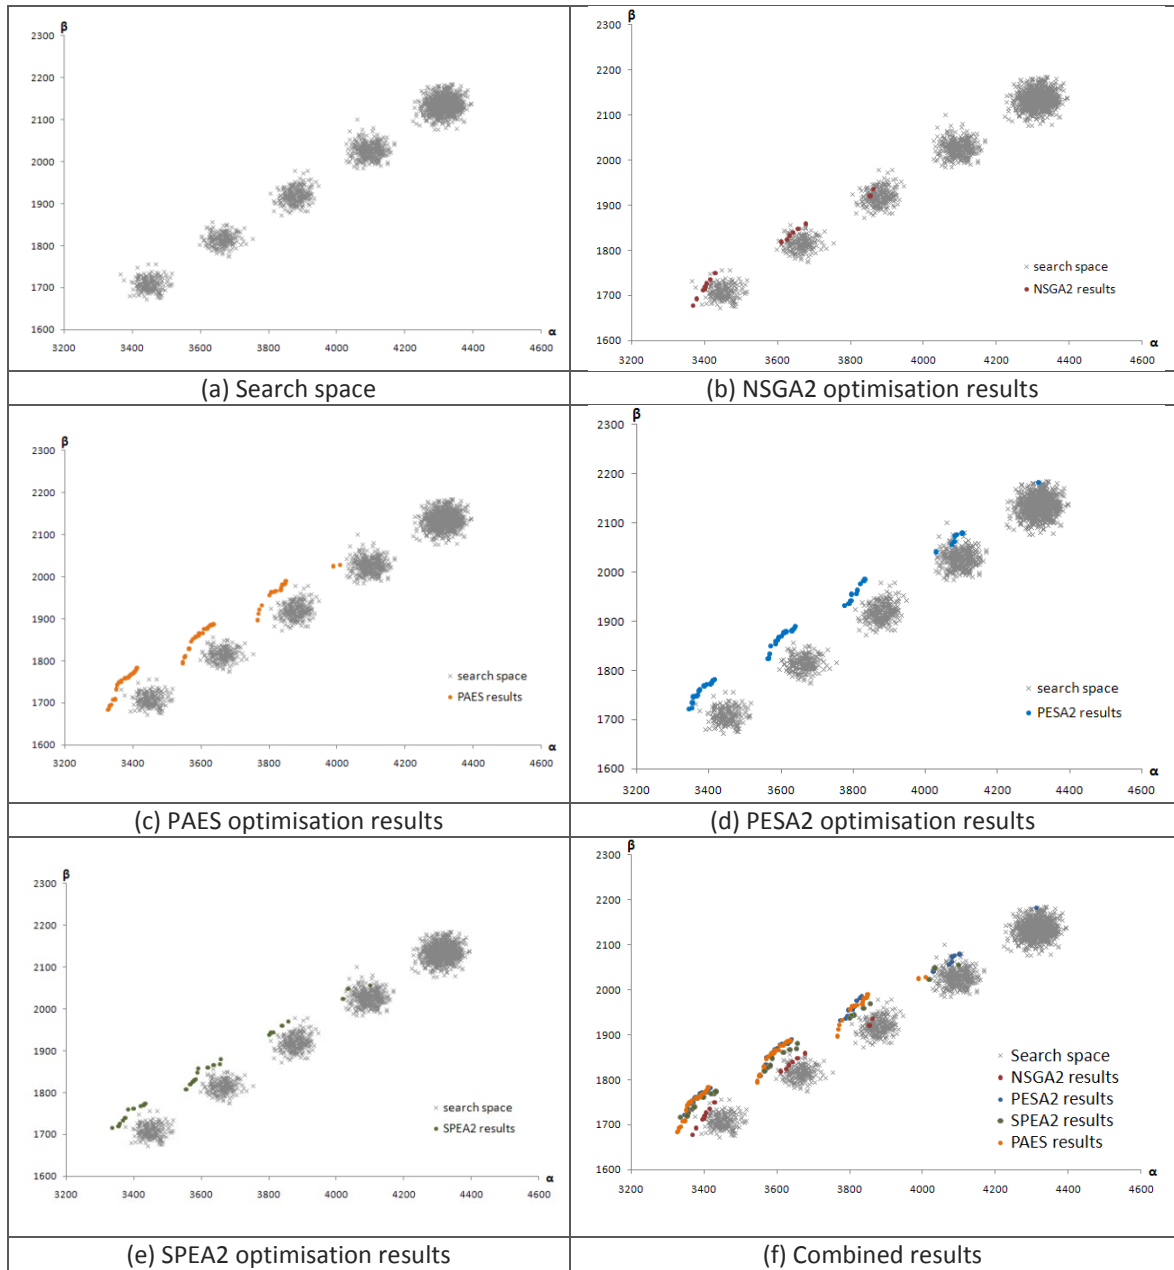 β
2300
2200
2100
2000
1900
1800
1700
1600
3200 3400 3600 3800 4000 4200 4400 4600
α
(a) Search space
β
2300
2200
2100
2000
1900
1800
1700
1600
3200 3400 3600 3800 4000 4200 4400 4600
α
search space
NSGA2 results
(b) NSGA2 optimisation results
β
2300
2200
2100
2000
1900
1800
1700
1600
3200 3400 3600 3800 4000 4200 4400 4600
α
search space
PAES results
(c) PAES optimisation results
β
2300
2200
2100
2000
1900
1800
1700
1600
3200 3400 3600 3800 4000 4200 4400 4600
α
search space
PESA2 results
(d) PESA2 optimisation results
β
2300
2200
2100
2000
1900
1800
1700
1600
3200 3400 3600 3800 4000 4200 4400 4600
α
search space
SPEA2 results
(e) SPEA2 optimisation results
β
2300
2200
2100
2000
1900
1800
1700
1600
3200 3400 3600 3800 4000 4200 4400 4600
α
Search space
NSGA2 results
PESA2 results
SPEA2 results
PAES results
(f) Combined results